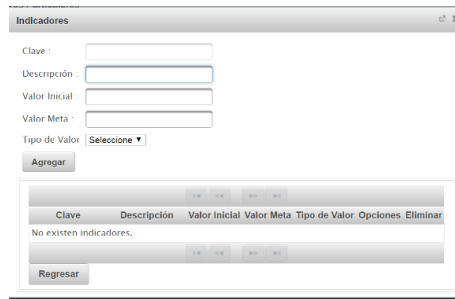 Indicadores
Clave :
Descripción :
Valor Inicial :
Valor Meta :
Tipo de Valor Seleccione
Agregar
Clave Descripción Valor Inicial Valor Meta Tipo de Valor Opciones Eliminar
No existen indicadores.
Regresar